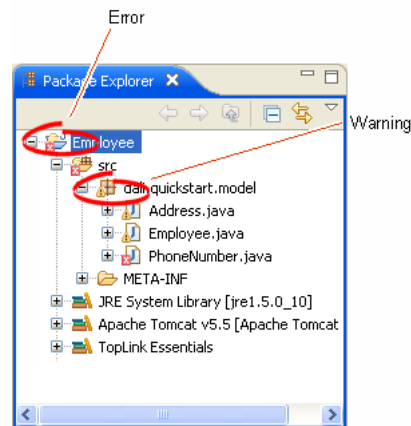 Error
Package Explorer
Warning
Employee
src
dali.quickstart.model
Address.java
Employee.java
PhoneNumber.java
META-INF
JRE System Library [jre1.5.0_10]
Apache Tomcat v5.5 [Apache Tomcat
TopLink Essentials